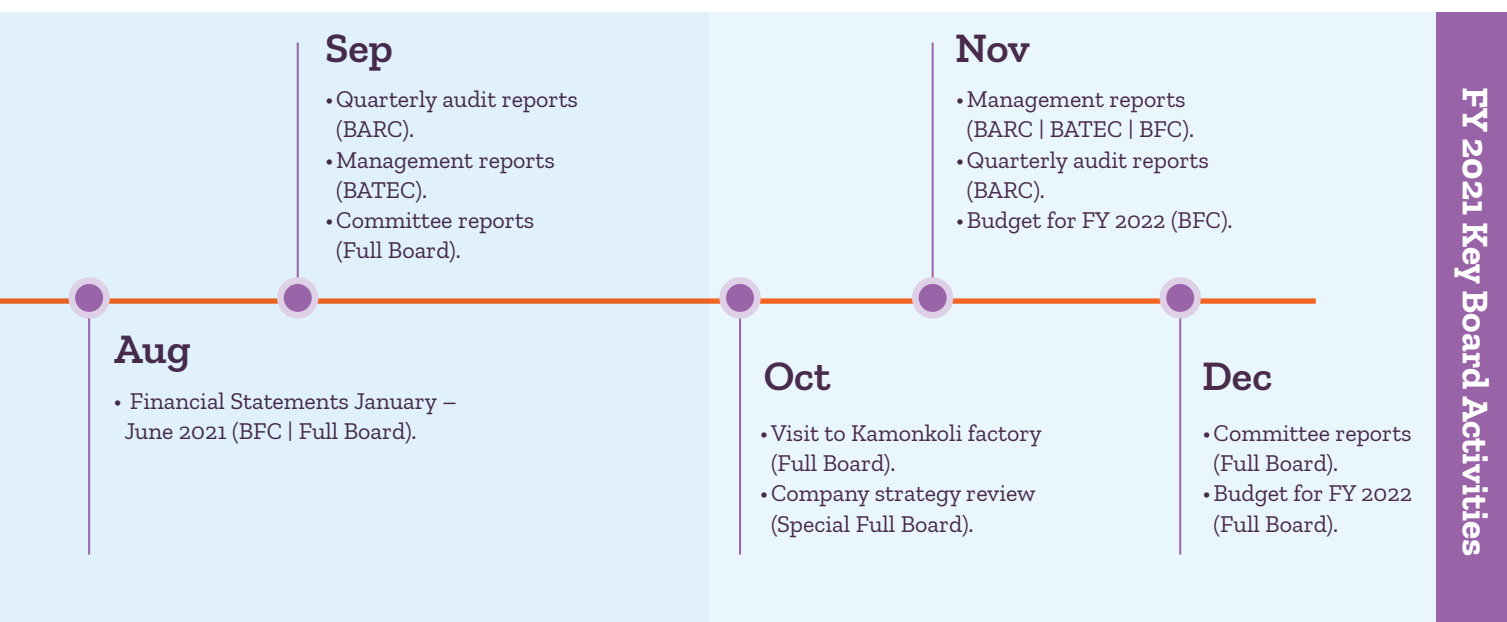 Sep
•Quarterly audit reports
(BARC).
•Management reports
(BATEC).
•Committee reports
(Full Board).
Nov
•Management reports
(BARC | BATEC | BFC).
•Quarterly audit reports
(BARC).
•Budget for FY 2022 (BFC).
Aug
• Financial Statements January –
June 2021 (BFC | Full Board).
Oct
•Visit to Kamonkoli factory
(Full Board).
•Company strategy review
(Special Full Board).
Dec
•Committee reports
(Full Board).
•Budget for FY 2022
(Full Board).
FY 2021 Key Board Activities